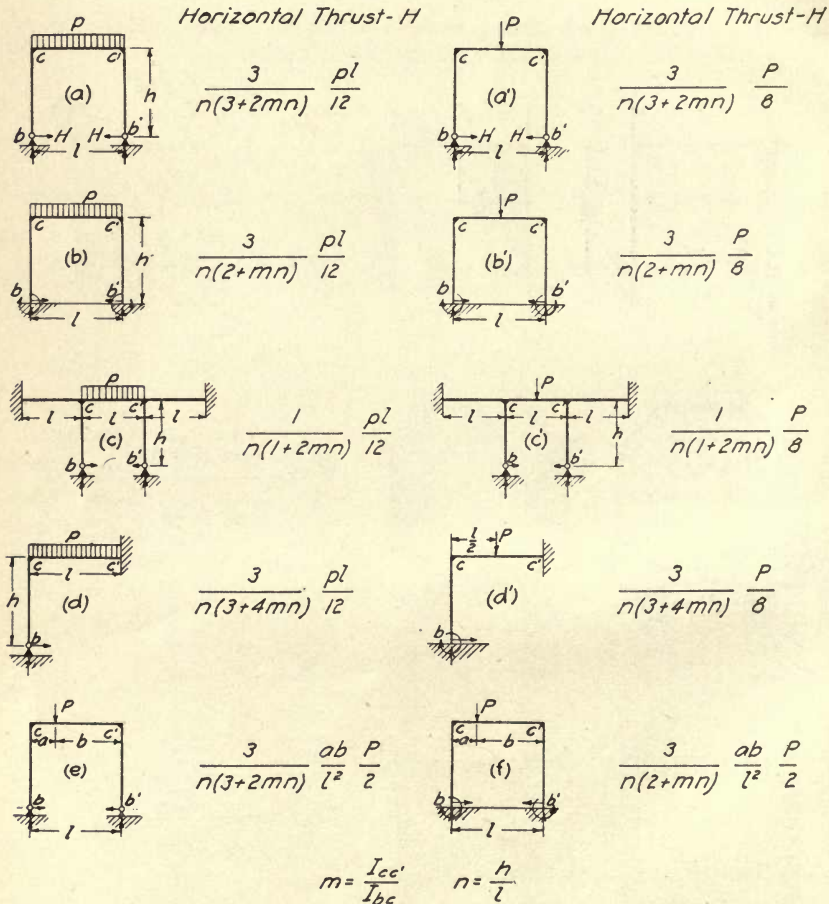 Horizontal Thrust-H Horizontal Thrust-H
p
c c'
(a)
h
b H H b'
l
3/n(3+2mn) pl/12
P
c c'
(a')
b H H b'
l
3/n(3+2mn) P/8
p
c c'
(b)
h
b b'
l
3/n(2+mn) pl/12
P
c c'
(b')
b b'
l
3/n(2+mn) P/8
p
c c'
l l l
(c)
h
b b'
1/n(1+2mn) pl/12
P
c c'
l l l
(c')
h
b b'
1/n(1+2mn) P/8
p
c c'
l
h
(d)
b
3/n(3+4mn) pl/12
l/2
P
c c'
(d')
b
3/n(3+4mn) P/8
P
c c'
a b
(e)
b b'
l
3/n(3+2mn) ab/l² P/2
P
c c'
a b
(f)
b b'
l
3/n(2+mn) ab/l² P/2
m = Icc'/Ibc n = h/l